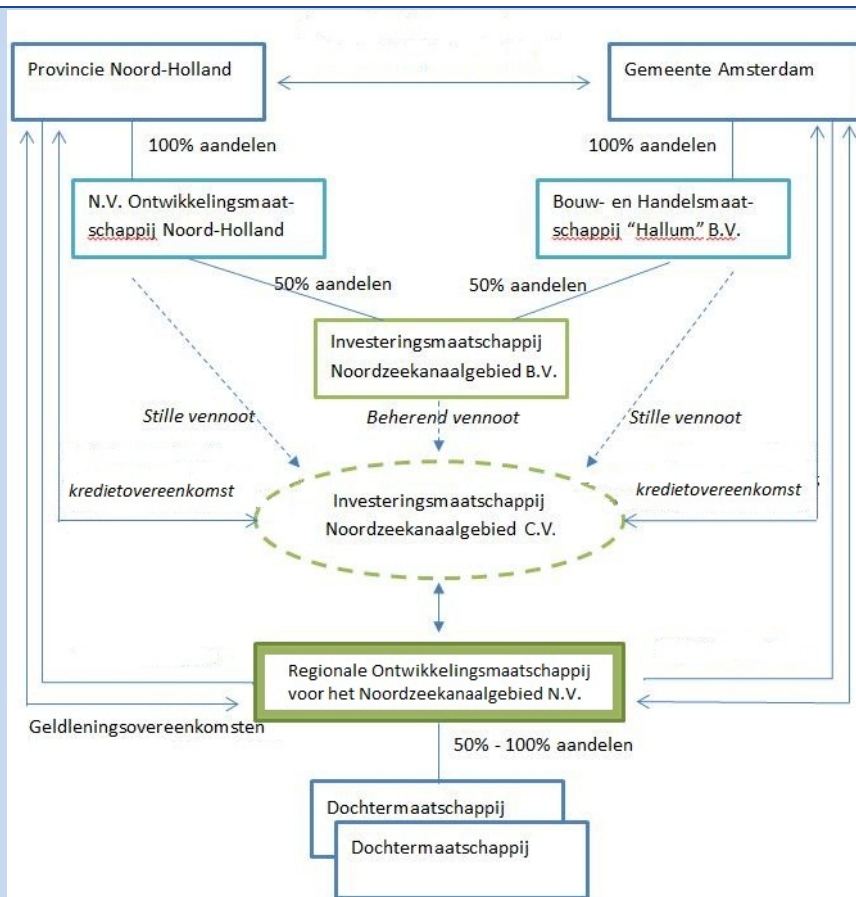 Provincie Noord-Holland
Gemeente Amsterdam
100% aandelen
100% aandelen
N.V. Ontwikkelingsmaat-
schappij Noord-Holland
Bouw- en Handelsmaat-
schappij “Hallum” B.V.
50% aandelen
50% aandelen
Investeringsmaatschappij
Noordzeekanaalgebied B.V.
Stille vennoot
Beherend vennoot
Stille vennoot
kredietovereenkomst
Investeringsmaatschappij
Noordzeekanaalgebied C.V.
kredietovereenkomst
Regionale Ontwikkelingsmaatschappij
voor het Noordzeekanaalgebied N.V.
Geldleningsovereenkomsten
50% - 100% aandelen
Dochtermaatschappij
Dochtermaatschappij